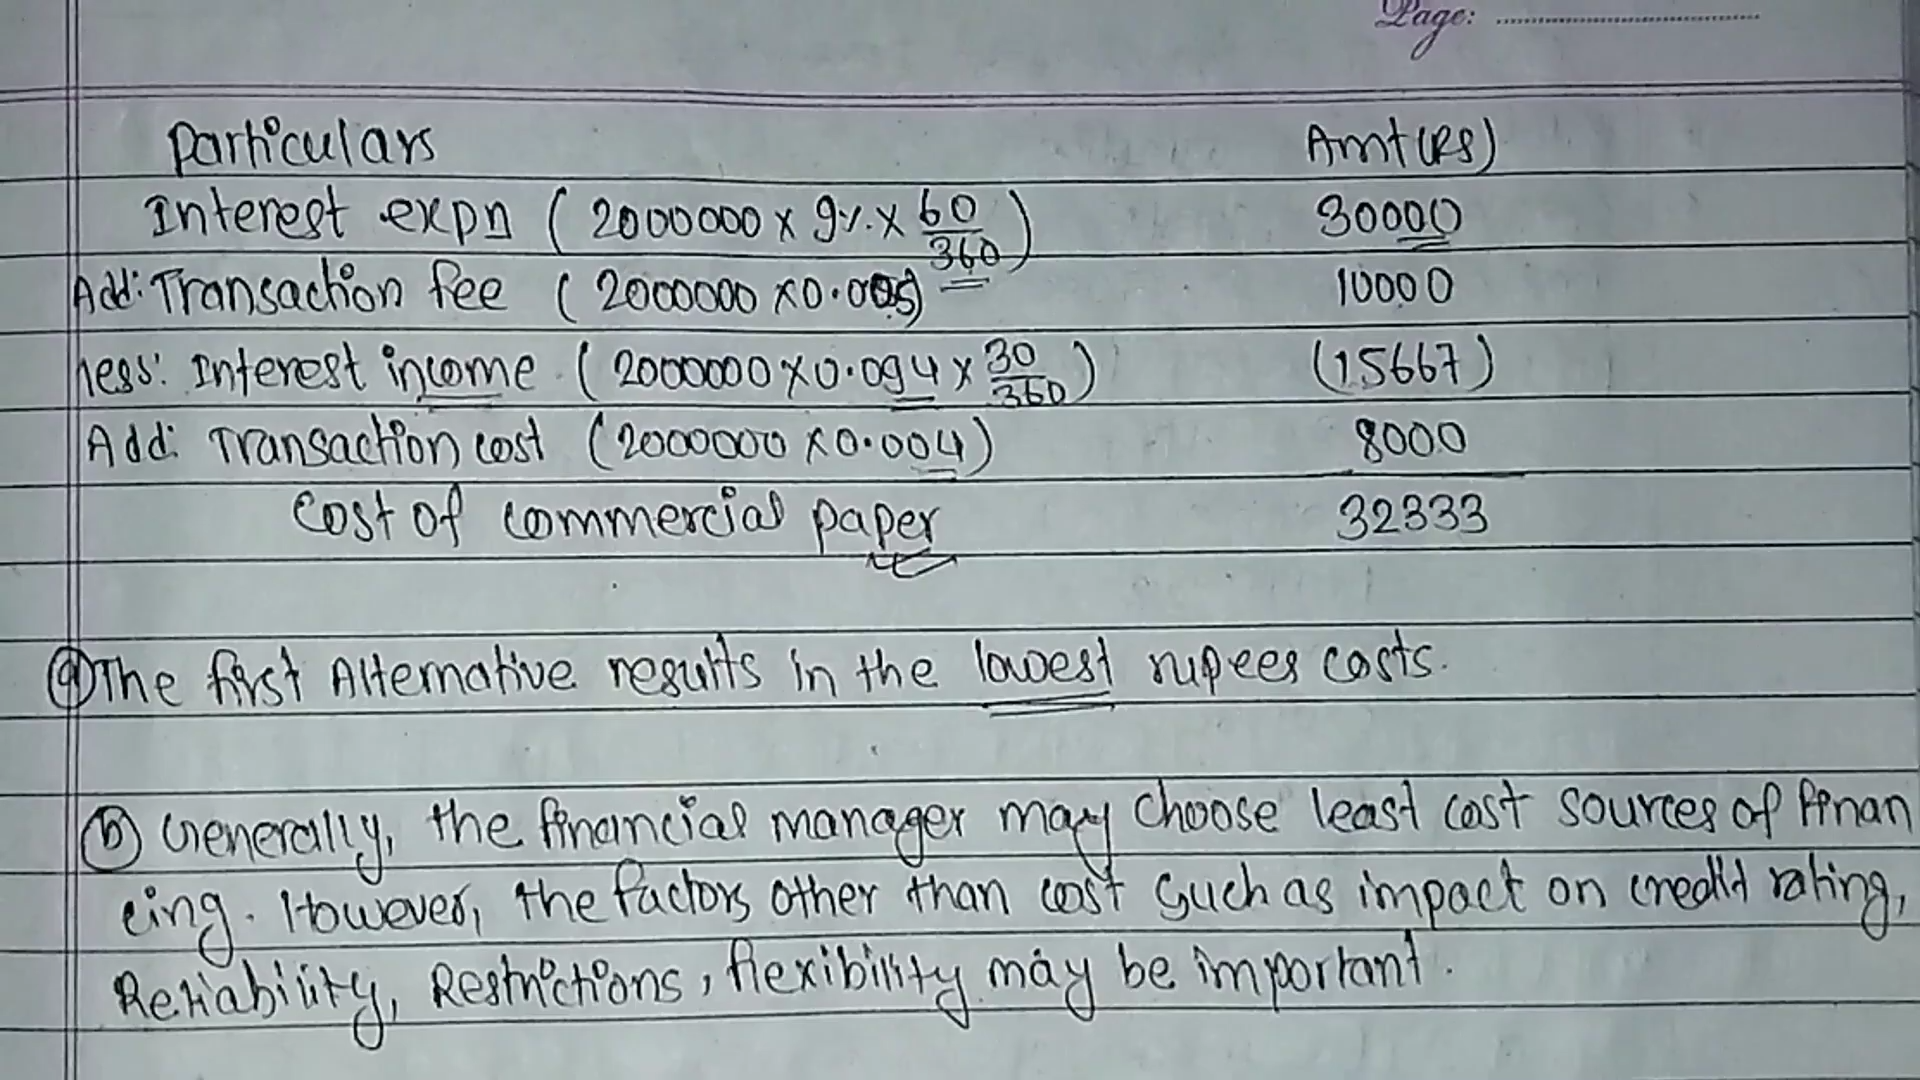 Page:
Particulars Amt (RS)
Interest expn (2000000 x 9%. x 60/360) 30000
Add: Transaction fee (2000000 x0.005) 10000
less: Interest income (2000000 x0.094 x 30/360) (15667)
Add: Transaction cost (2000000 x0.004) 8000
Cost of commercial paper 32333
(a) The first Alternative results in the lowest rupees costs.
(b) Generally, the financial manager may choose least cost sources of finan
cing. However, the factors other than cost such as impact on credit rating,
Reliability, Restrictions, flexibility may be important.